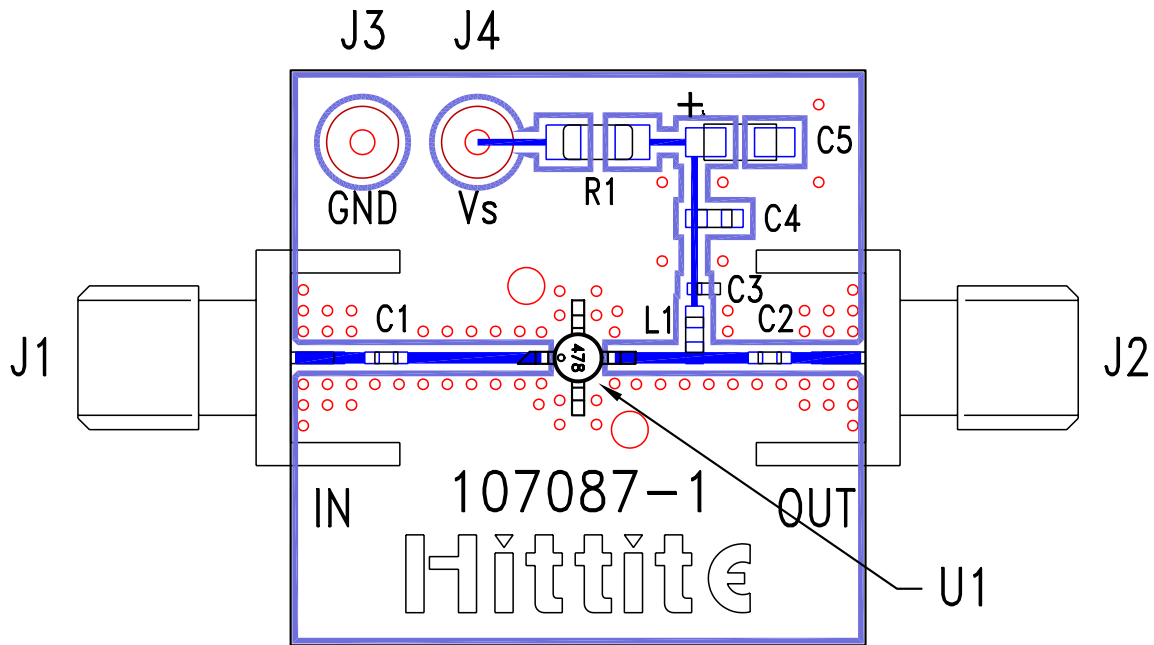 J3 J4
+
C5
R1
GND Vs
C4
C3
C1 L1 C2
478
J1 J2
107087-1
IN OUT
Hittite
U1